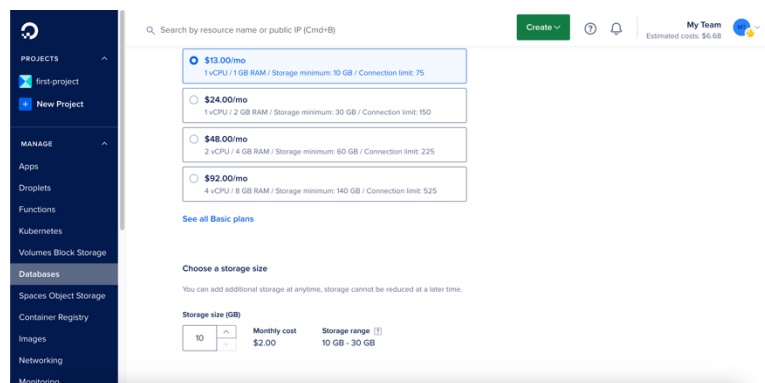 Search by resource name or public IP (Cmd+B)
Create
My Team
Estimated costs: $6.68
MT
PROJECTS
first-project
+ New Project
MANAGE
Apps
Droplets
Functions
Kubernetes
Volumes Block Storage
Databases
Spaces Object Storage
Container Registry
Images
Networking
Monitoring
$13.00/mo
1 vCPU / 1 GB RAM / Storage minimum: 10 GB / Connection limit: 75
$24.00/mo
1 vCPU / 2 GB RAM / Storage minimum: 30 GB / Connection limit: 150
$48.00/mo
2 vCPU / 4 GB RAM / Storage minimum: 60 GB / Connection limit: 225
$92.00/mo
4 vCPU / 8 GB RAM / Storage minimum: 140 GB / Connection limit: 525
See all Basic plans
Choose a storage size
You can add additional storage at anytime, storage cannot be reduced at a later time.
Storage size (GB)
10
Monthly cost
$2.00
Storage range ?
10 GB - 30 GB